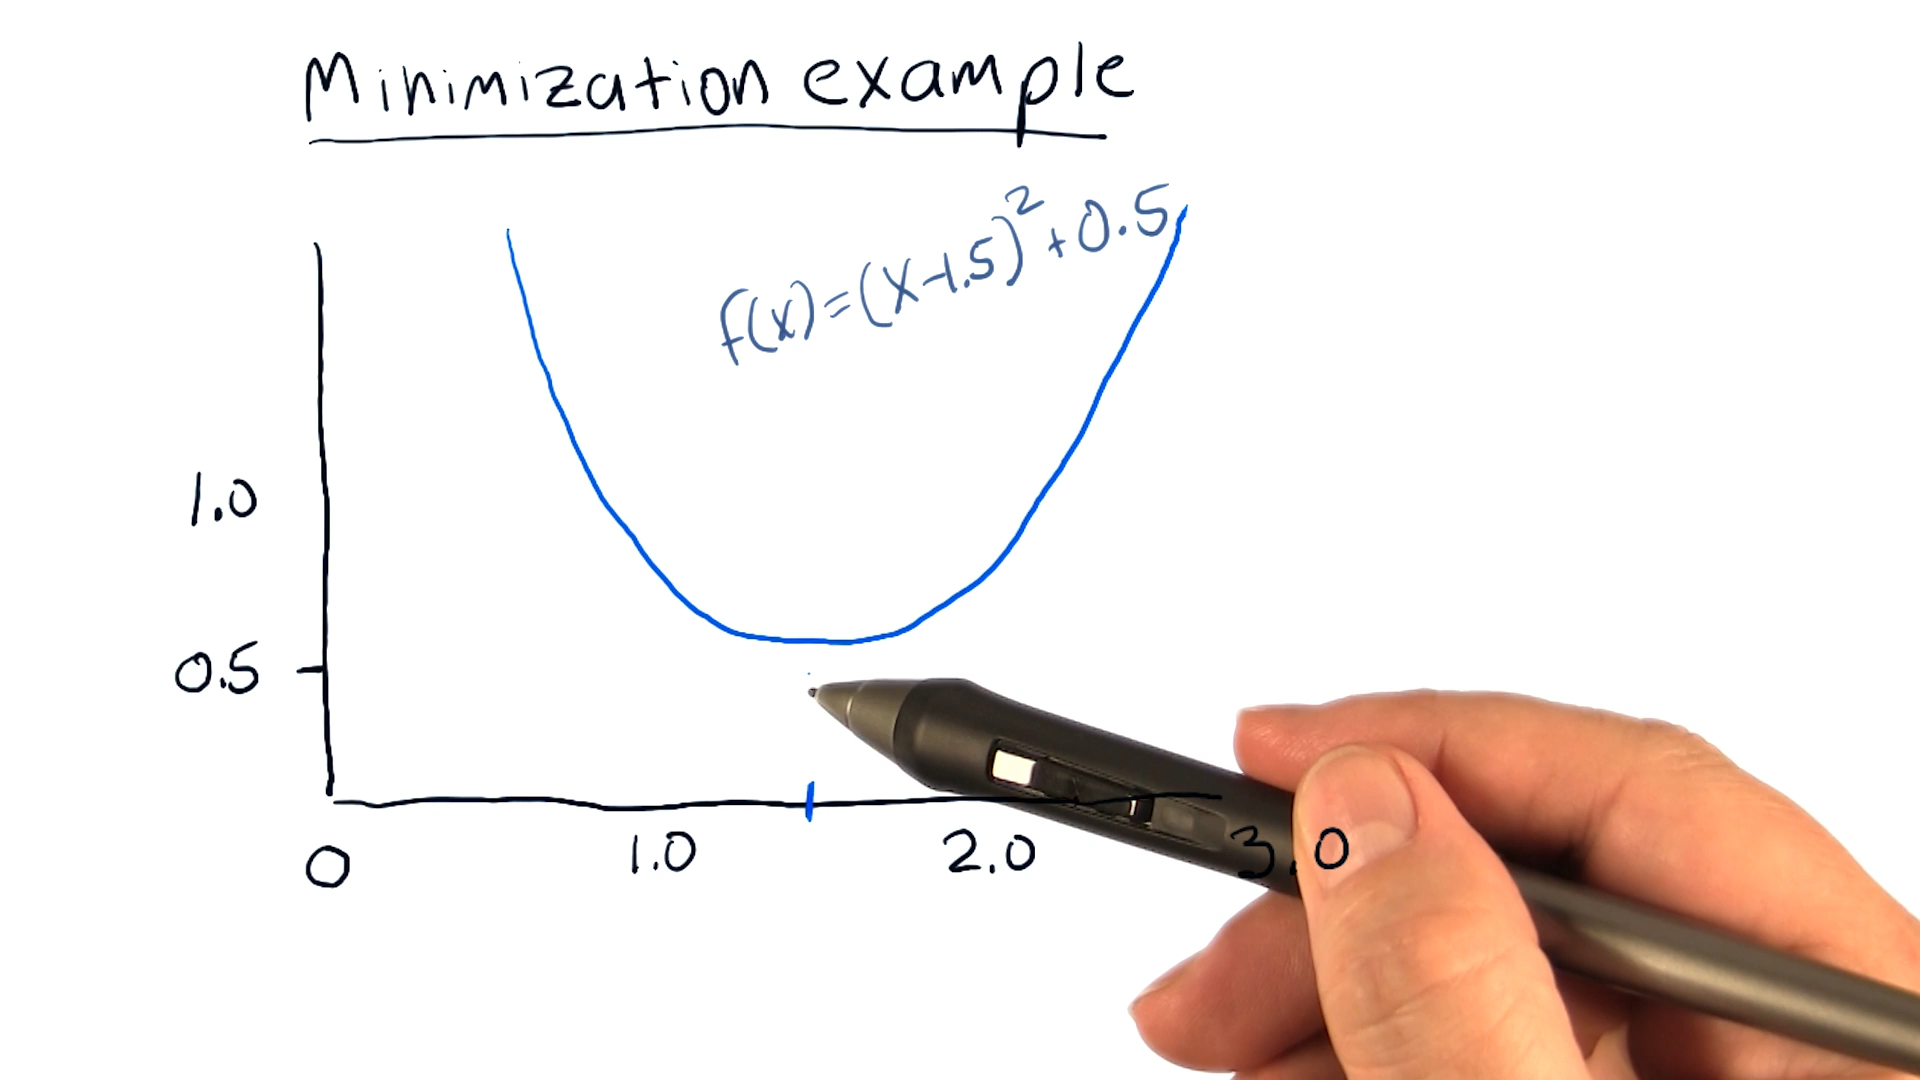 Minimization example
f(x)=(x-1.5)²+0.5
1.0
0.5
0 1.0 2.0 3.0